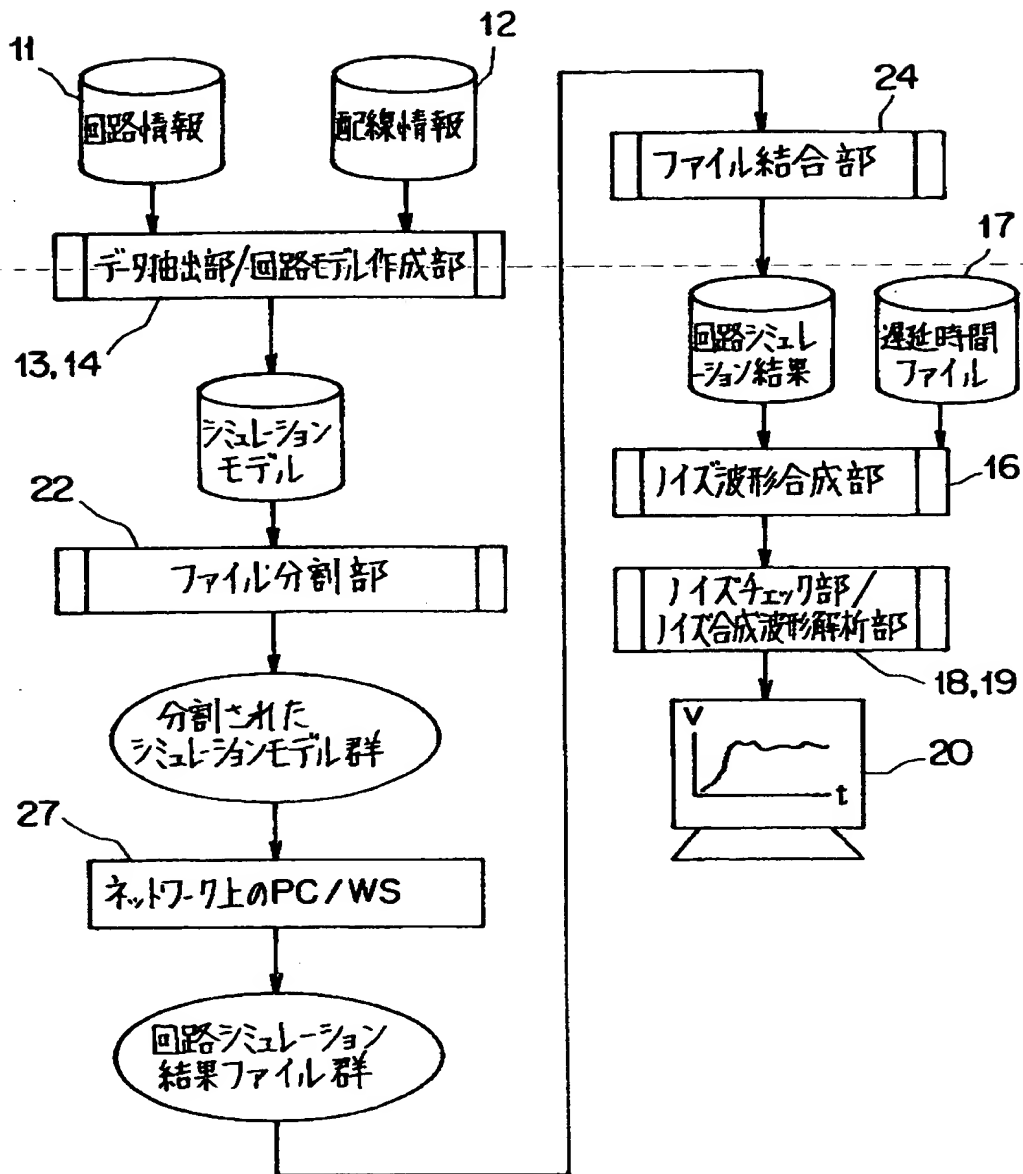 11
回路情報
12
配線情報
データ抽出部/回路モデル作成部
13,14
シミュレーション
モデル
22
ファイル分割部
分割された
シミュレーションモデル群
27
ネットワーク上のPC/WS
回路シミュレーション
結果ファイル群
24
ファイル結合部
回路シミュレ
ーション結果
17
遅延時間
ファイル
ノイズ波形合成部
16
ノイズチェック部/
ノイズ合成波形解析部
18,19
V
t
20